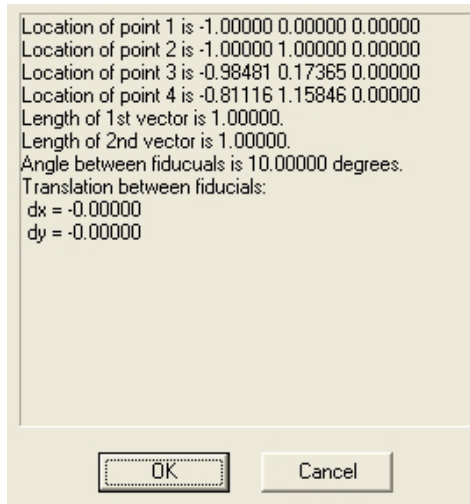 Location of point 1 is -1.00000 0.00000 0.00000
Location of point 2 is -1.00000 1.00000 0.00000
Location of point 3 is -0.98481 0.17365 0.00000
Location of point 4 is -0.81116 1.15846 0.00000
Length of 1st vector is 1.00000.
Length of 2nd vector is 1.00000.
Angle between fiducuals is 10.00000 degrees.
Translation between fiducials:
dx = -0.00000
dy = -0.00000
OK
Cancel